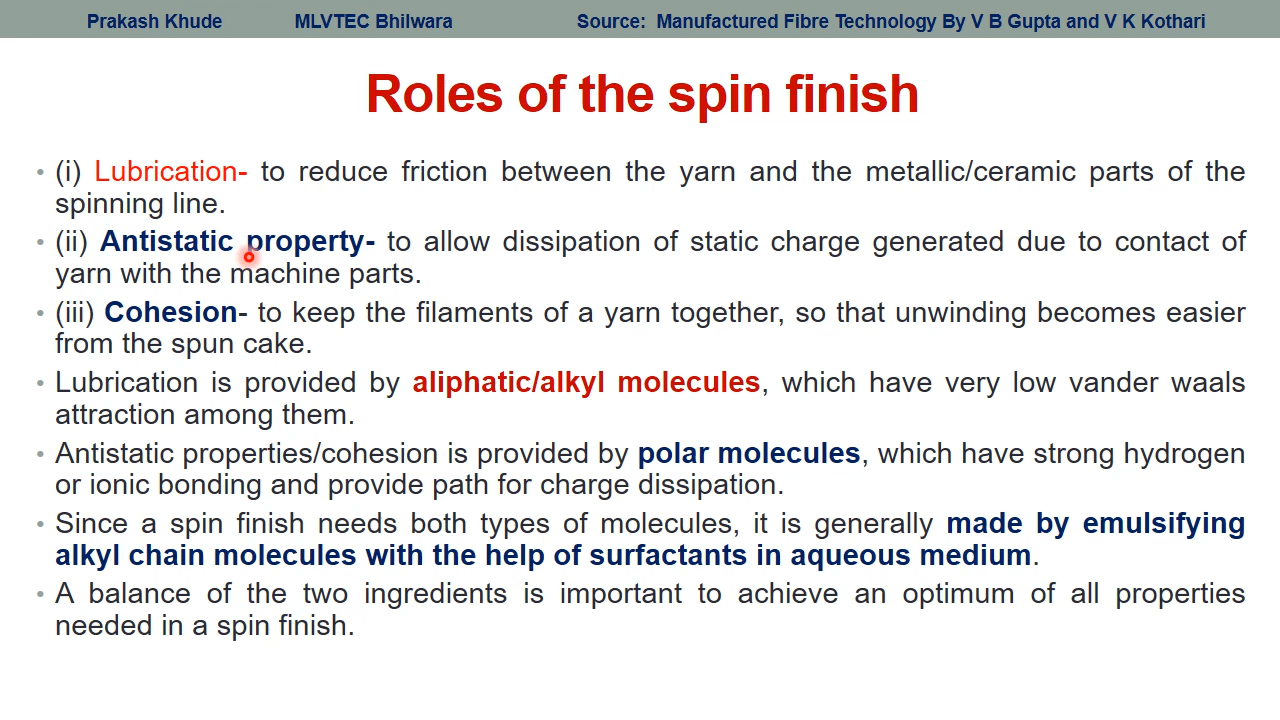 Prakash Khude MLVTEC Bhilwara Source: Manufactured Fibre Technology By V B Gupta and V K Kothari
Roles of the spin finish
• (i) Lubrication- to reduce friction between the yarn and the metallic/ceramic parts of the
spinning line.
• (ii) Antistatic property- to allow dissipation of static charge generated due to contact of
yarn with the machine parts.
• (iii) Cohesion- to keep the filaments of a yarn together, so that unwinding becomes easier
from the spun cake.
• Lubrication is provided by aliphatic/alkyl molecules, which have very low vander waals
attraction among them.
• Antistatic properties/cohesion is provided by polar molecules, which have strong hydrogen
or ionic bonding and provide path for charge dissipation.
• Since a spin finish needs both types of molecules, it is generally made by emulsifying
alkyl chain molecules with the help of surfactants in aqueous medium.
• A balance of the two ingredients is important to achieve an optimum of all properties
needed in a spin finish.